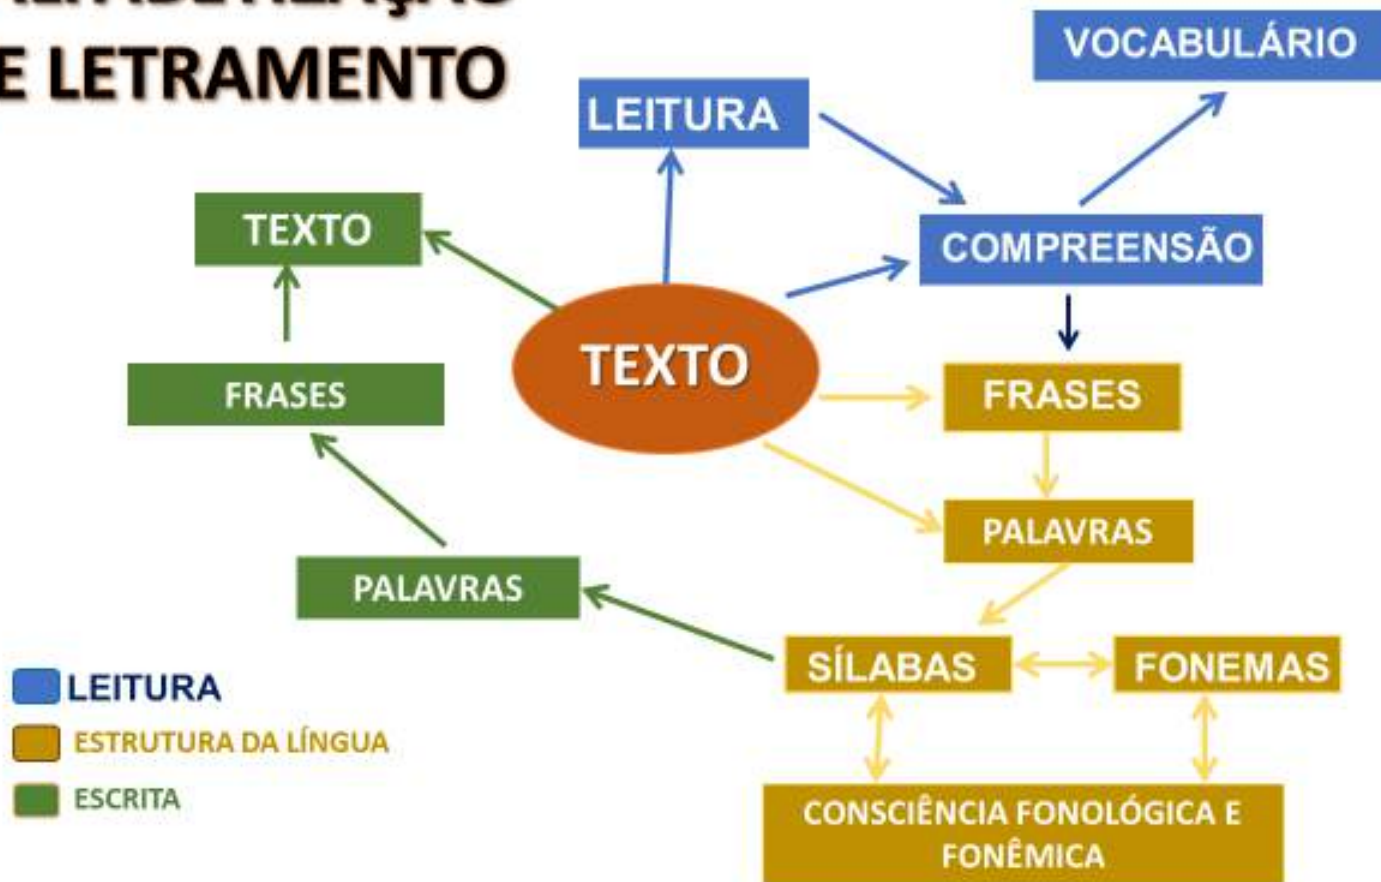 E LETRAMENTO
VOCABULÁRIO
LEITURA
TEXTO
COMPREENSÃO
TEXTO
FRASES
FRASES
PALAVRAS
PALAVRAS
SÍLABAS
FONEMAS
LEITURA
ESTRUTURA DA LÍNGUA
ESCRITA
CONSCIÊNCIA FONOLÓGICA E
FONÊMICA